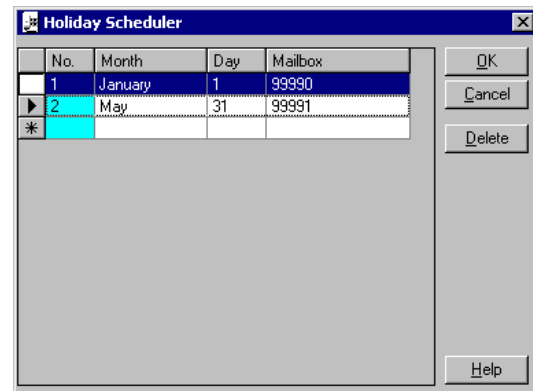 Holiday Scheduler
No. Month Day Mailbox
1 January 1 99990
2 May 31 99991
OK
Cancel
Delete
Help